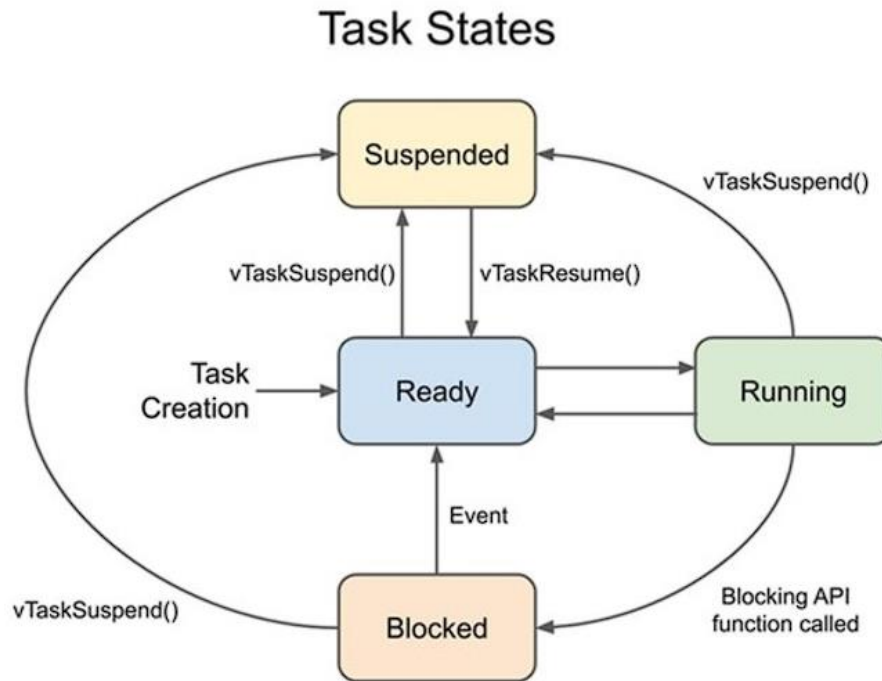 Task States
Suspended
vTaskSuspend()
vTaskSuspend()
vTaskResume()
Task
Creation
Ready
Running
Event
vTaskSuspend()
Blocked
Blocking API
function called